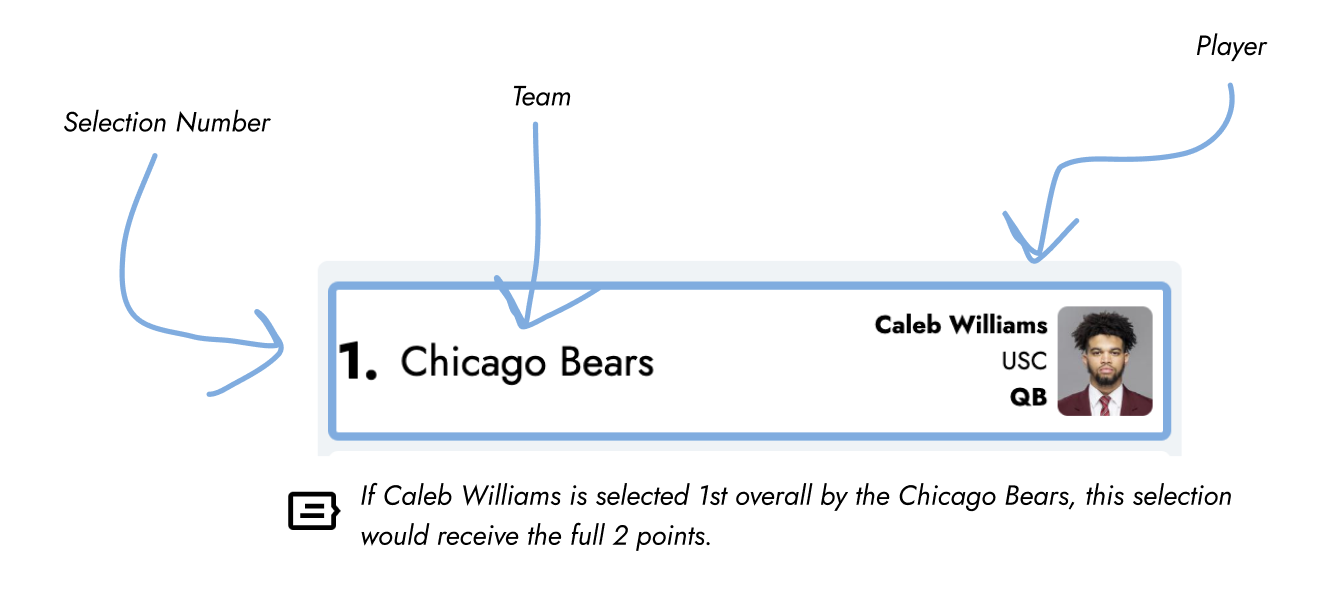 Player
Team
Selection Number
1. Chicago Bears
Caleb Williams
USC
QB
If Caleb Williams is selected 1st overall by the Chicago Bears, this selection
would receive the full 2 points.